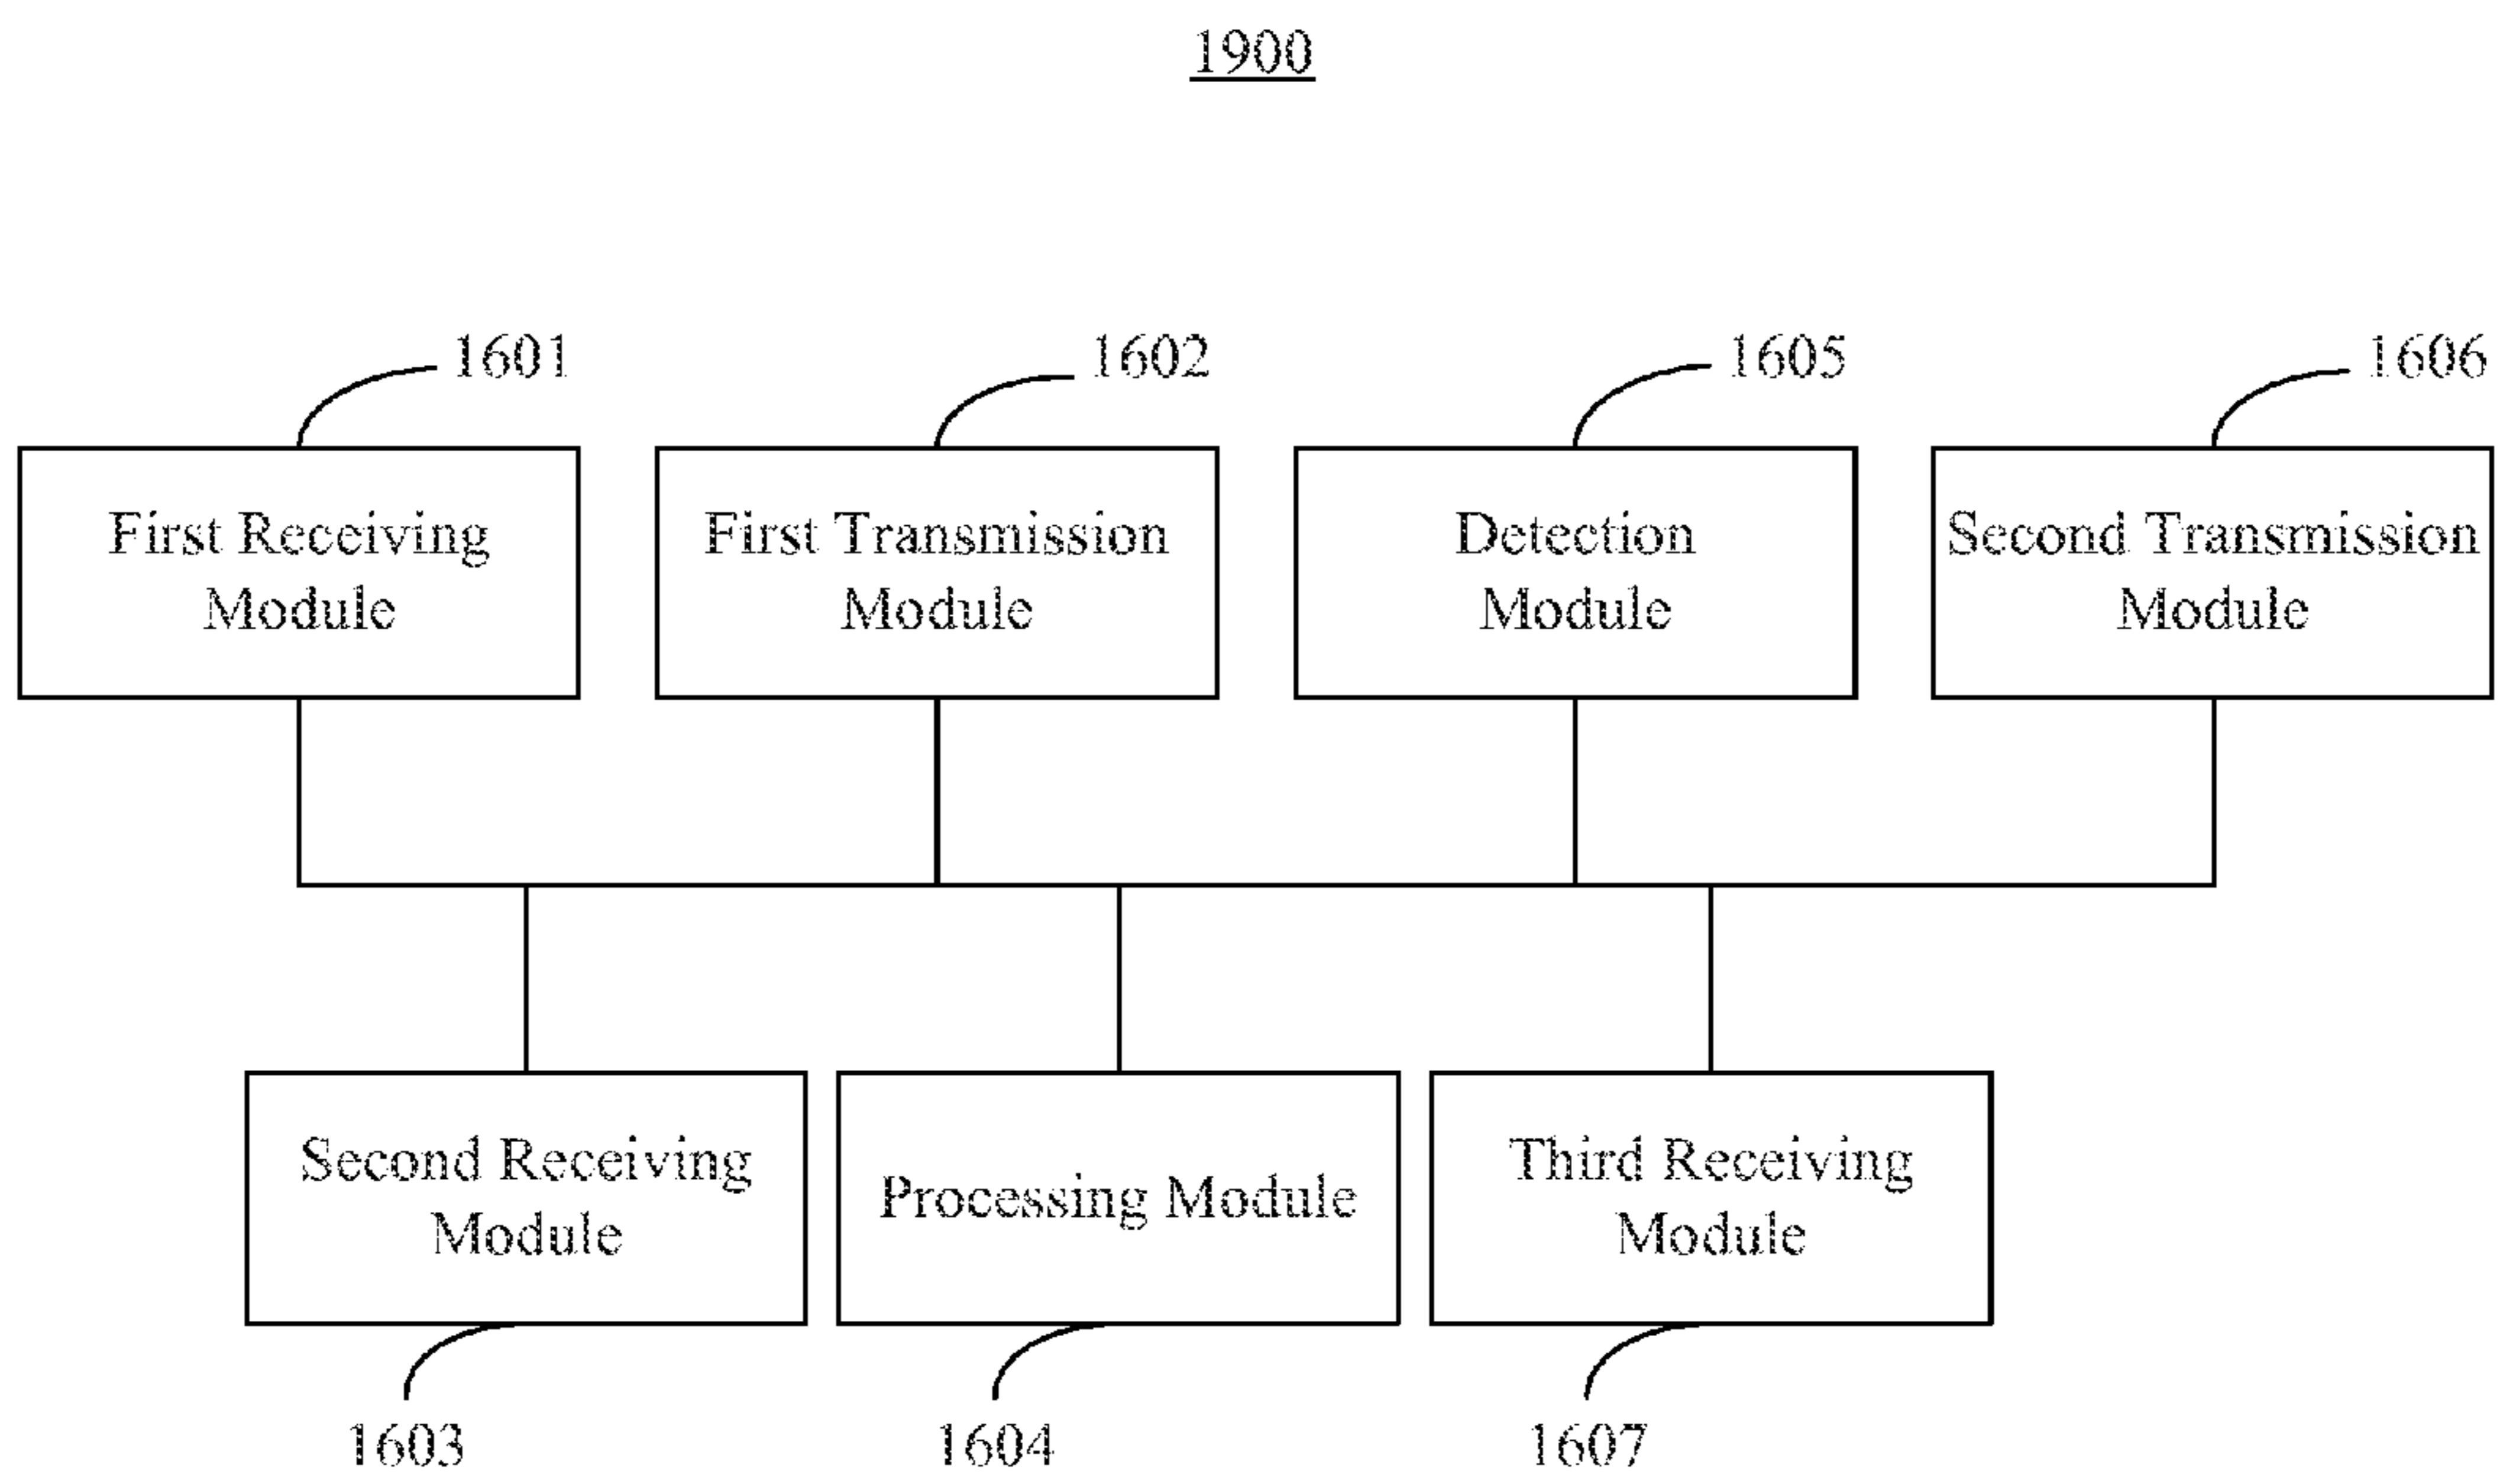 1900
1601
1602
1605
1606
First Receiving
Module
First Transmission
Module
Detection
Module
Second Transmission
Module
Second Receiving
Module
Processing Module
Third Receiving
Module
1603
1604
1607